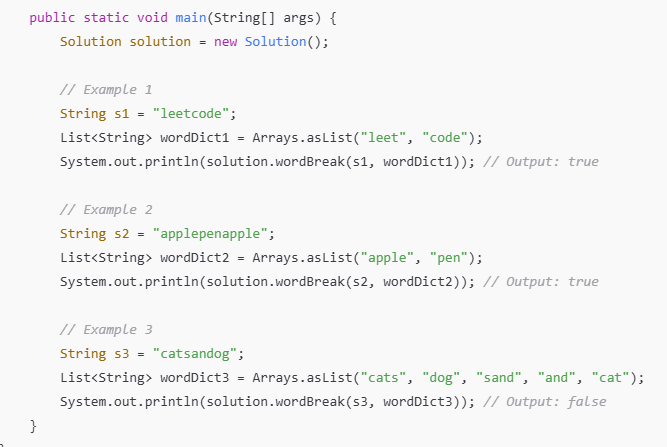 public static void main(String[] args) {
Solution solution = new Solution();
// Example 1
String s1 = "leetcode";
List<String> wordDict1 = Arrays.asList("leet", "code");
System.out.println(solution.wordBreak(s1, wordDict1)); // Output: true
// Example 2
String s2 = "applepenapple";
List<String> wordDict2 = Arrays.asList("apple", "pen");
System.out.println(solution.wordBreak(s2, wordDict2)); // Output: true
// Example 3
String s3 = "catsandog";
List<String> wordDict3 = Arrays.asList("cats", "dog", "sand", "and", "cat");
System.out.println(solution.wordBreak(s3, wordDict3)); // Output: false
}